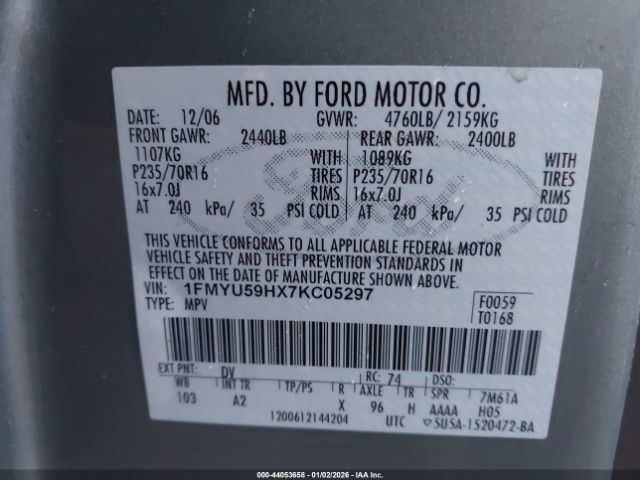 MFD. BY FORD MOTOR CO.
DATE: 12/06 GVWR: 4760LB/ 2159KG
FRONT GAWR: 2440LB REAR GAWR: 2400LB
1107KG WITH 1089KG WITH
P235/70R16 TIRES P235/70R16 TIRES
16x7.0J RIMS 16x7.0J RIMS
AT 240 kPa/ 35 PSI COLD AT 240 kPa/ 35 PSI COLD
Ford
THIS VEHICLE CONFORMS TO ALL APPLICABLE FEDERAL MOTOR
VEHICLE SAFETY AND THEFT PREVENTION STANDARDS IN
EFFECT ON THE DATE OF MANUFACTURE SHOWN ABOVE.
VIN: 1FMYU59HX7KC05297 F0059
TYPE: MPV T0168
EXT PNT: DV RC: 74 DSO:
WB INT TR TP/PS R AXLE TR SPR 7M61A
103 A2 X 96 H AAAA H05
1200612144204 UTC 5U5A-1520472-BA
000-44053658 - 01/02/2026 - IAAI.com